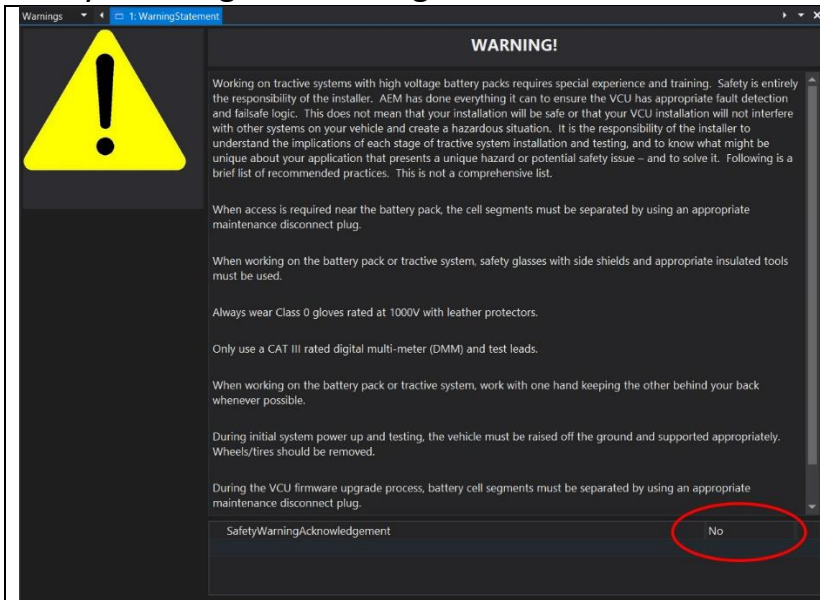 Warnings 1: WarningStatement
WARNING!
Working on tractive systems with high voltage battery packs requires special experience and training. Safety is entirely
the responsibility of the installer. AEM has done everything it can to ensure the VCU has appropriate fault detection
and failsafe logic. This does not mean that your installation will be safe or that your VCU installation will not interfere
with other systems on your vehicle and create a hazardous situation. It is the responsibility of the installer to
understand the implications of each stage of tractive system installation and testing, and to know what might be
unique about your application that presents a unique hazard or potential safety issue – and to solve it. Following is a
brief list of recommended practices. This is not a comprehensive list.
When access is required near the battery pack, the cell segments must be separated by using an appropriate
maintenance disconnect plug.
When working on the battery pack or tractive system, safety glasses with side shields and appropriate insulated tools
must be used.
Always wear Class 0 gloves rated at 1000V with leather protectors.
Only use a CAT III rated digital multi-meter (DMM) and test leads.
When working on the battery pack or tractive system, work with one hand keeping the other behind your back
whenever possible.
During initial system power up and testing, the vehicle must be raised off the ground and supported appropriately.
Wheels/tires should be removed.
During the VCU firmware upgrade process, battery cell segments must be separated by using an appropriate
maintenance disconnect plug.
SafetyWarningAcknowledgement No